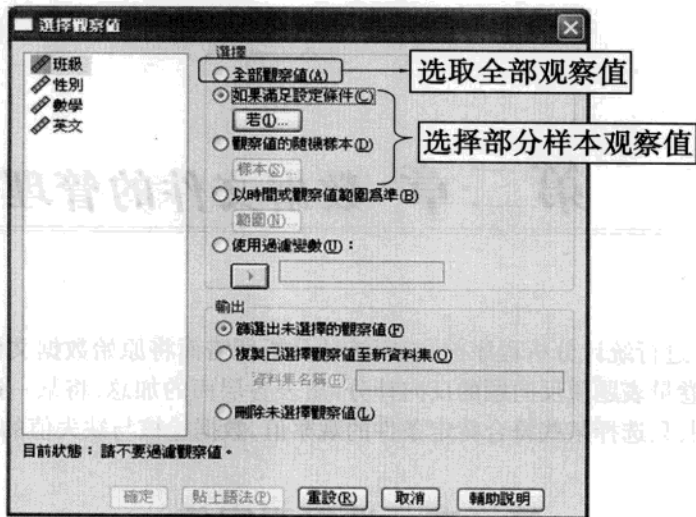 選擇觀察值
班級
性別
數學
英文
選擇
全部觀察值(A)
選取全部观察值
如果滿足設定條件(C)
若(I)...
觀察值的隨機樣本(D)
选择部分样本观察值
樣本(S)...
以時間或觀察值範圍爲準(B)
範圍(N)...
使用過濾變數(U)：
輸出
篩選出未選擇的觀察值(F)
複製已選擇觀察值至新資料集(O)
資料集名稱(E)
刪除未選擇觀察值(L)
目前狀態：請不要過濾觀察值。
確定
貼上語法(P)
重設(R)
取消
輔助說明